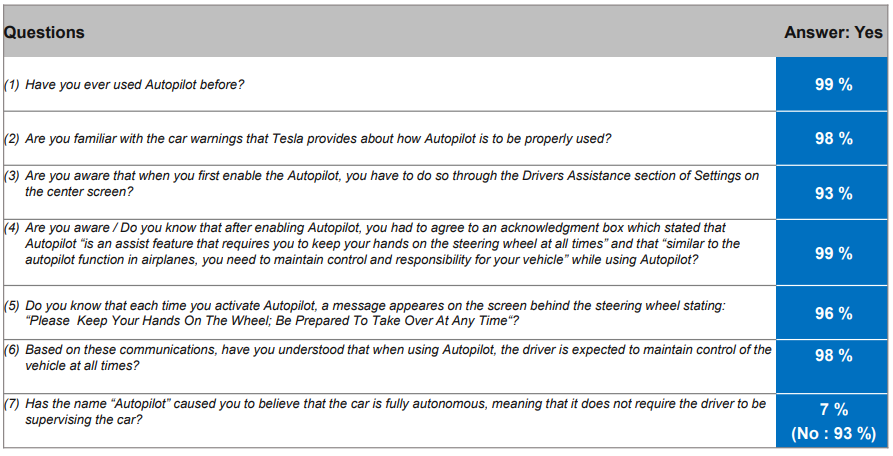 Questions Answer: Yes
(1) Have you ever used Autopilot before? 99 %
(2) Are you familiar with the car warnings that Tesla provides about how Autopilot is to be properly used? 98 %
(3) Are you aware that when you first enable the Autopilot, you have to do so through the Drivers Assistance section of Settings on
the center screen?
93 %
(4) Are you aware / Do you know that after enabling Autopilot, you had to agree to an acknowledgment box which stated that
Autopilot “is an assist feature that requires you to keep your hands on the steering wheel at all times” and that “similar to the
autopilot function in airplanes, you need to maintain control and responsibility for your vehicle” while using Autopilot?
99 %
(5) Do you know that each time you activate Autopilot, a message appeares on the screen behind the steering wheel stating:
“Please Keep Your Hands On The Wheel; Be Prepared To Take Over At Any Time“?
96 %
(6) Based on these communications, have you understood that when using Autopilot, the driver is expected to maintain control of the
vehicle at all times?
98 %
(7) Has the name “Autopilot” caused you to believe that the car is fully autonomous, meaning that it does not require the driver to be
supervising the car?
7 %
(No : 93 %)